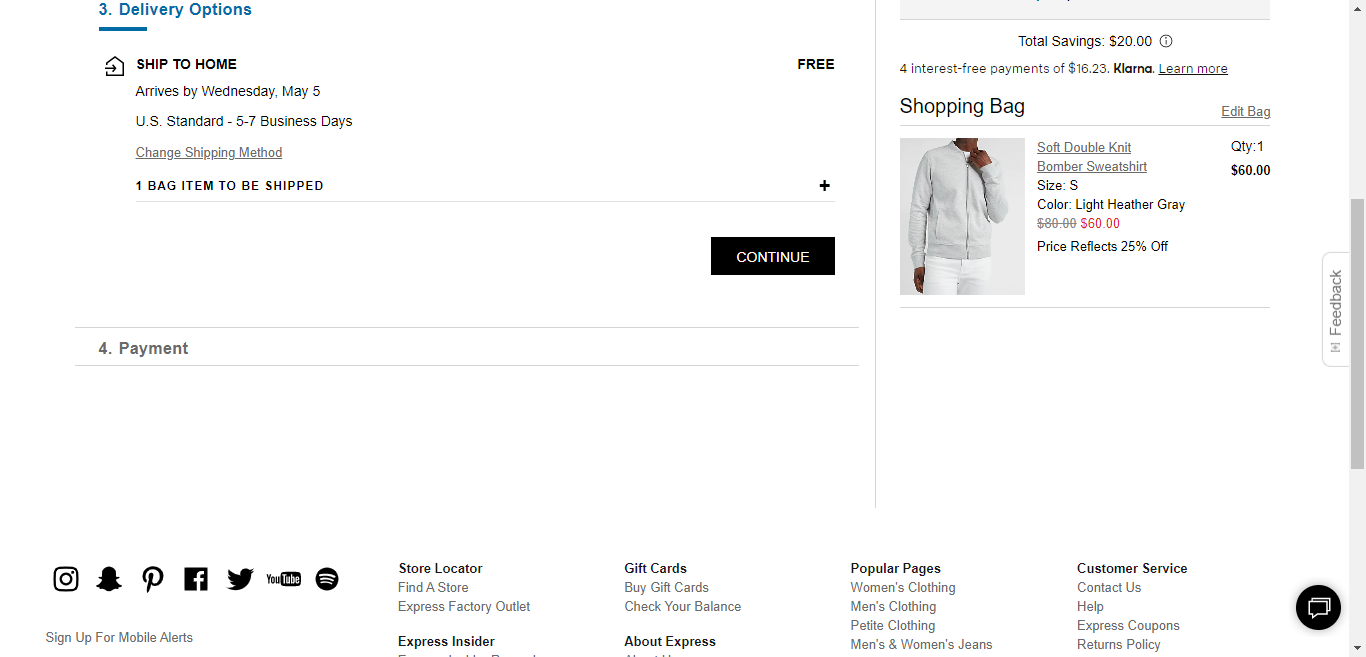 3. Delivery Options
SHIP TO HOME
FREE
Arrives by Wednesday, May 5
U.S. Standard - 5-7 Business Days
Change Shipping Method
1 BAG ITEM TO BE SHIPPED
+
CONTINUE
4. Payment
Total Savings: $20.00
4 interest-free payments of $16.23. Klarna. Learn more
Shopping Bag
Edit Bag
Soft Double Knit
Bomber Sweatshirt
Qty:1
$60.00
Size: S
Color: Light Heather Gray
$80.00 $60.00
Price Reflects 25% Off
Feedback
YouTube
Sign Up For Mobile Alerts
Store Locator
Find A Store
Express Factory Outlet
Express Insider
Gift Cards
Buy Gift Cards
Check Your Balance
About Express
Popular Pages
Women's Clothing
Men's Clothing
Petite Clothing
Men's & Women's Jeans
Customer Service
Contact Us
Help
Express Coupons
Returns Policy